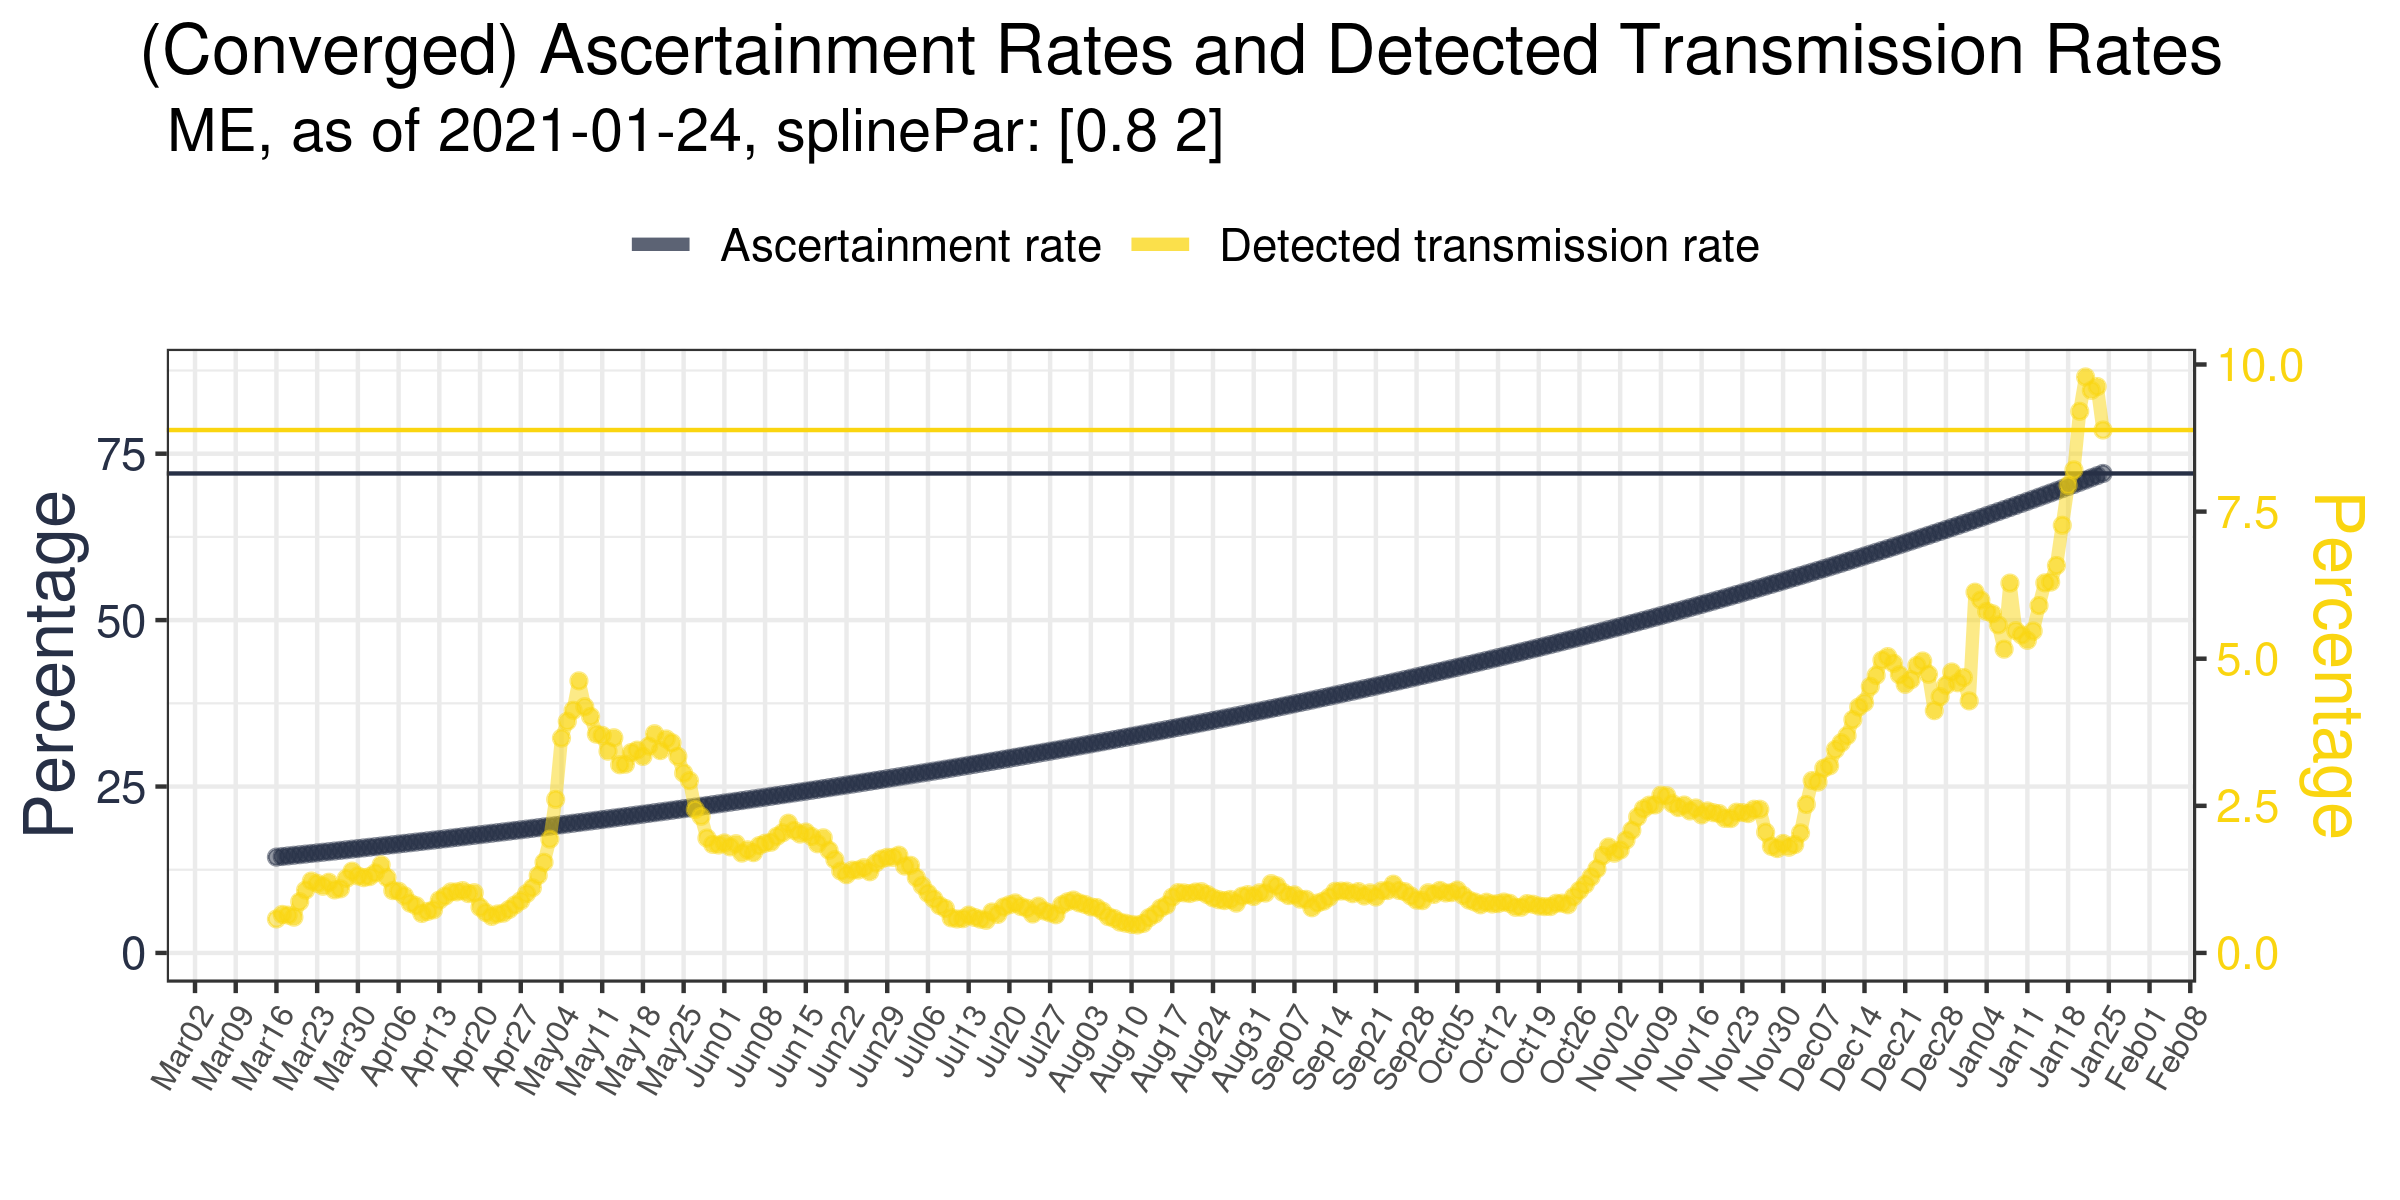 (Converged) Ascertainment Rates and Detected Transmission Rates
ME, as of 2021-01-24, splinePar: [0.8 2]
Ascertainment rate
Detected transmission rate
Percentage
75
50
25
0
10.0
7.5
5.0
2.5
0.0
Percentage
Mar02
Mar09
Mar16
Mar23
Mar30
Apr06
Apr13
Apr20
Apr27
May04
May11
May18
May25
Jun01
Jun08
Jun15
Jun22
Jun29
Jul06
Jul13
Jul20
Jul27
Aug03
Aug10
Aug17
Aug24
Aug31
Sep07
Sep14
Sep21
Sep28
Oct05
Oct12
Oct19
Oct26
Nov02
Nov09
Nov16
Nov23
Nov30
Dec07
Dec14
Dec21
Dec28
Jan04
Jan11
Jan18
Jan25
Feb01
Feb08